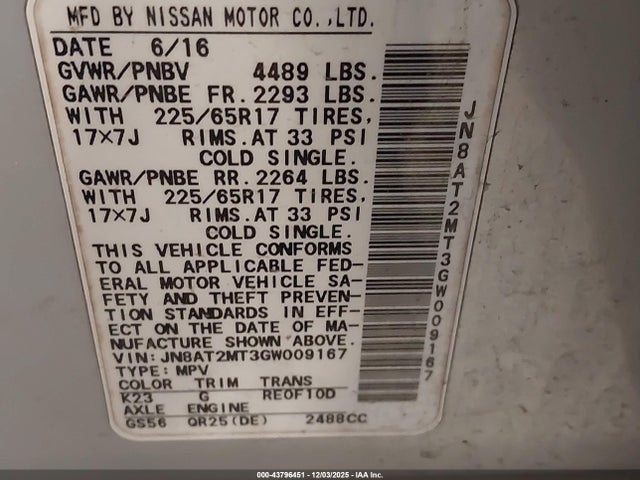 MFD BY NISSAN MOTOR CO.,LTD.
DATE 6/16
GVWR/PNBV 4489 LBS.
GAWR/PNBE FR. 2293 LBS.
WITH 225/65R17 TIRES,
17×7J RIMS.AT 33 PSI
COLD SINGLE.
GAWR/PNBE RR. 2264 LBS.
WITH 225/65R17 TIRES,
17×7J RIMS.AT 33 PSI
COLD SINGLE.
THIS VEHICLE CONFORMS
TO ALL APPLICABLE FED-
ERAL MOTOR VEHICLE SA-
FETY AND THEFT PREVEN-
TION STANDARDS IN EFF-
ECT ON THE DATE OF MA-
NUFACTURE SHOWN ABOVE.
VIN: JN8AT2MT3GW009167
TYPE: MPV
COLOR TRIM TRANS
K23 G RE0F10D
AXLE ENGINE
GS56 QR25(DE) 2488CC
JN8AT2MT3GW009167
000-43796451 - 12/03/2025 - IAA Inc.